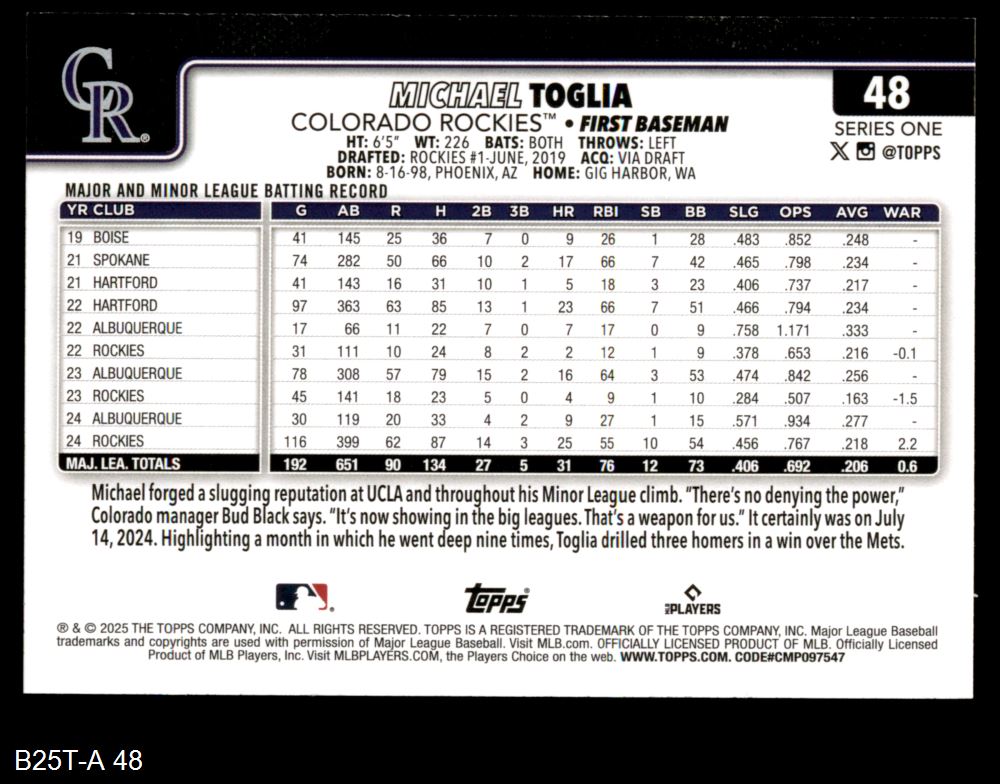 CR®
48
MICHAEL TOGLIA
COLORADO ROCKIES™ • FIRST BASEMAN
SERIES ONE
HT: 6'5" WT: 226 BATS: BOTH THROWS: LEFT
@TOPPS
DRAFTED: ROCKIES #1-JUNE, 2019 ACQ: VIA DRAFT
BORN: 8-16-98, PHOENIX, AZ HOME: GIG HARBOR, WA
MAJOR AND MINOR LEAGUE BATTING RECORD
YR CLUB G AB R H 2B 3B HR RBI SB BB SLG OPS AVG WAR
19 BOISE 41 145 25 36 7 0 9 26 1 28 .483 .852 .248 -
21 SPOKANE 74 282 50 66 10 2 17 66 7 42 .465 .798 .234 -
21 HARTFORD 41 143 16 31 10 1 5 18 3 23 .406 .737 .217 -
22 HARTFORD 97 363 63 85 13 1 23 66 7 51 .466 .794 .234 -
22 ALBUQUERQUE 17 66 11 22 7 0 7 17 0 9 .758 1.171 .333 -
22 ROCKIES 31 111 10 24 8 2 2 12 1 9 .378 .653 .216 -0.1
23 ALBUQUERQUE 78 308 57 79 15 2 16 64 3 53 .474 .842 .256 -
23 ROCKIES 45 141 18 23 5 0 4 9 1 10 .284 .507 .163 -1.5
24 ALBUQUERQUE 30 119 20 33 4 2 9 27 1 15 .571 .934 .277 -
24 ROCKIES 116 399 62 87 14 3 25 55 10 54 .456 .767 .218 2.2
MAJ. LEA. TOTALS 192 651 90 134 27 5 31 76 12 73 .406 .692 .206 0.6
Michael forged a slugging reputation at UCLA and throughout his Minor League climb. "There's no denying the power,"
Colorado manager Bud Black says. "It's now showing in the big leagues. That's a weapon for us." It certainly was on July
14, 2024. Highlighting a month in which he went deep nine times, Toglia drilled three homers in a win over the Mets.
Topps®
MLB PLAYERS
® & © 2025 THE TOPPS COMPANY, INC. ALL RIGHTS RESERVED. TOPPS IS A REGISTERED TRADEMARK OF THE TOPPS COMPANY, INC. Major League Baseball
trademarks and copyrights are used with permission of Major League Baseball. Visit MLB.com. OFFICIALLY LICENSED PRODUCT OF MLB. Officially Licensed
Product of MLB Players, Inc. Visit MLBPLAYERS.COM, the Players Choice on the web. WWW.TOPPS.COM. CODE#CMP097547
B25T-A 48